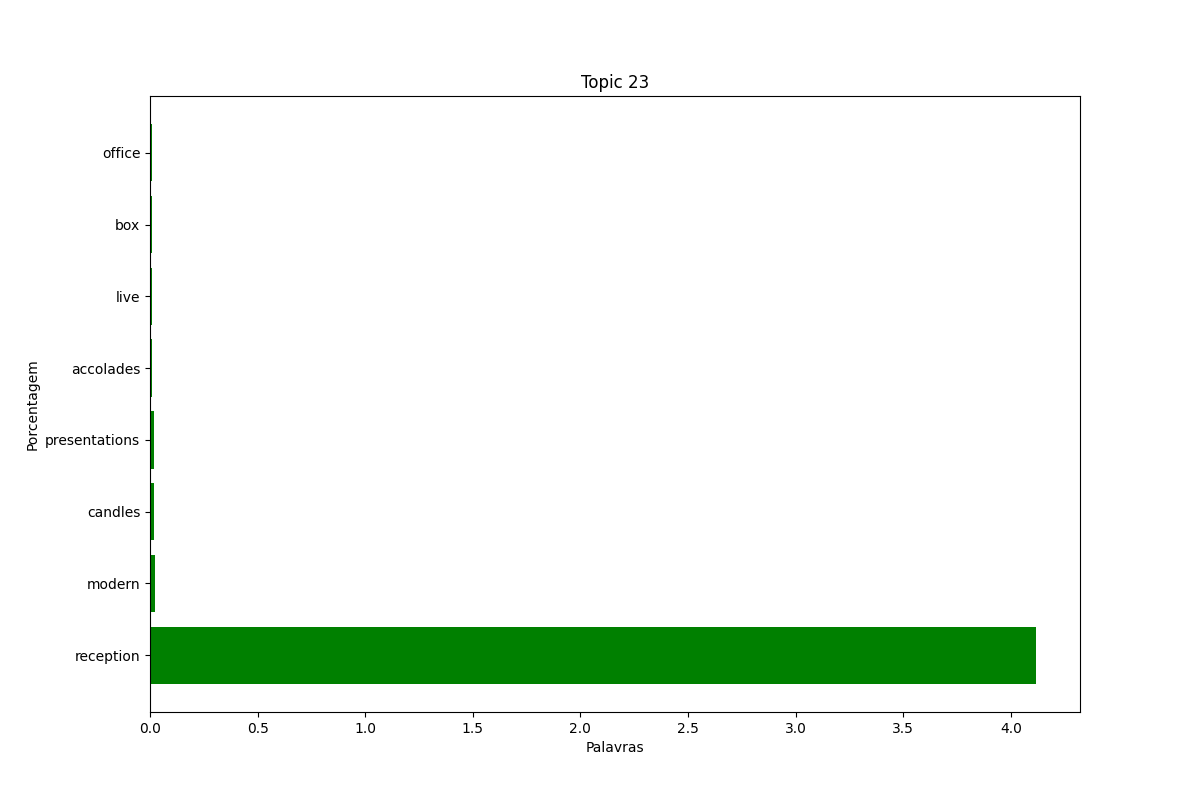 Topic 23
Porcentagem
office
box
live
accolades
presentations
candles
modern
reception
0.0 0.5 1.0 1.5 2.0 2.5 3.0 3.5 4.0
Palavras